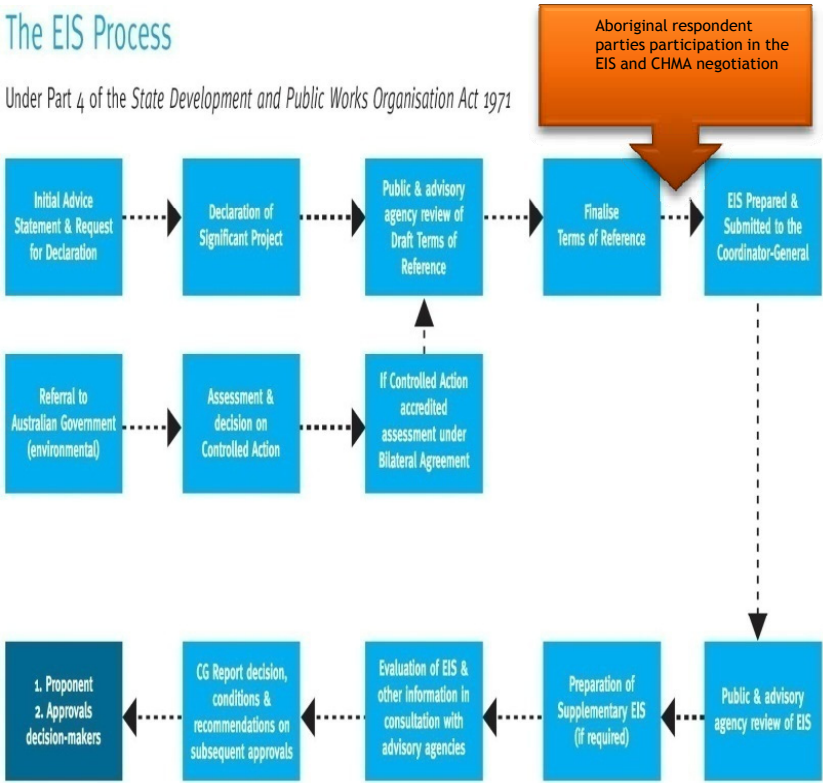 The EIS Process
Under Part 4 of the State Development and Public Works Organisation Act 1971
Aboriginal respondent
parties participation in the
EIS and CHMA negotiation
Initial Advice
Statement & Request
for Declaration
Declaration of
Significant Project
Public & advisory
agency review of
Draft Terms of
Reference
Finalise
Terms of Reference
EIS Prepared &
Submitted to the
Coordinator-General
Referral to
Australian Government
(environmental)
Assessment &
decision on
Controlled Action
If Controlled Action
accredited
assessment under
Bilateral Agreement
1. Proponent
2. Approvals
decision-makers
CG Report decision,
conditions &
recommendations on
subsequent approvals
Evaluation of EIS &
other information in
consultation with
advisory agencies
Preparation of
Supplementary EIS
(if required)
Public & advisory
agency review of EIS